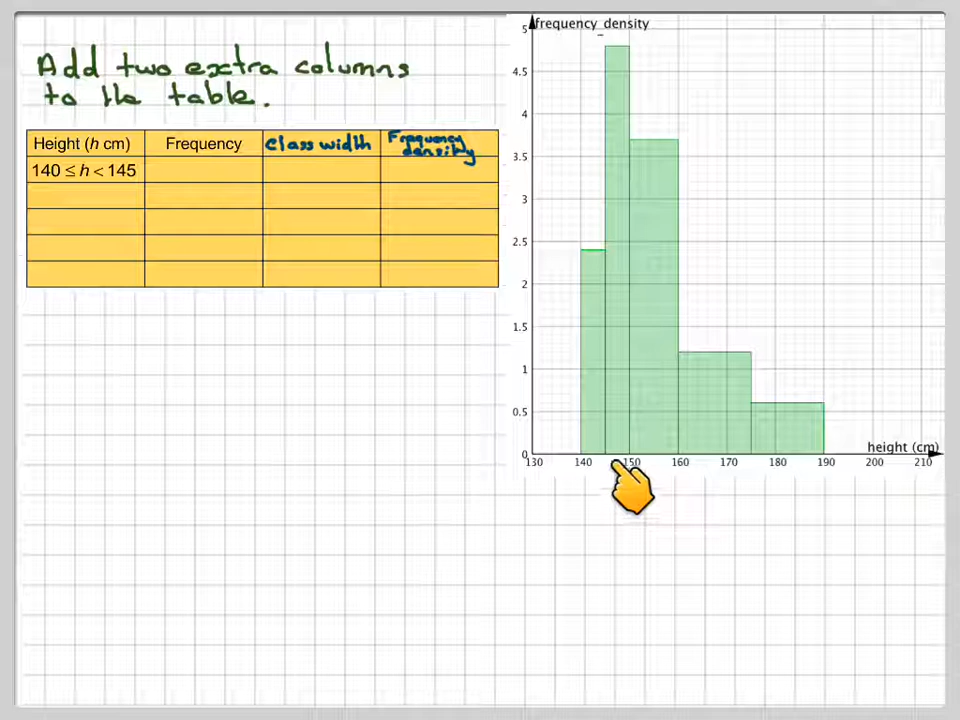 Add two extra columns
to the table.
Height (h cm) Frequency Class width Frequency density
140 ≤ h < 145
frequency density
5
4.5
4
3.5
3
2.5
2
1.5
1
0.5
0
height (cm)
130 140 150 160 170 180 190 200 210